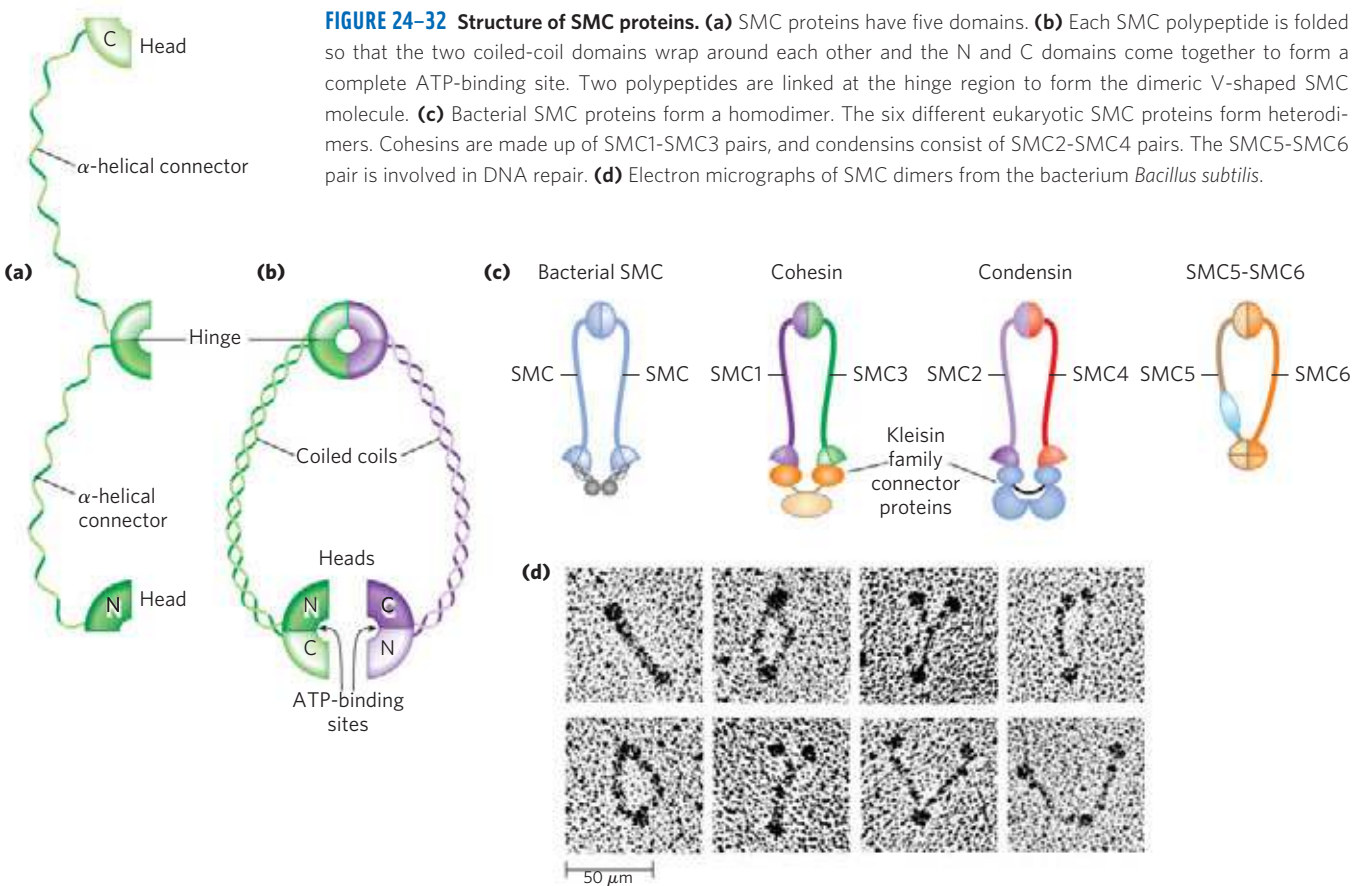 FIGURE 24–32 Structure of SMC proteins. (a) SMC proteins have five domains. (b) Each SMC polypeptide is folded
so that the two coiled-coil domains wrap around each other and the N and C domains come together to form a
complete ATP-binding site. Two polypeptides are linked at the hinge region to form the dimeric V-shaped SMC
molecule. (c) Bacterial SMC proteins form a homodimer. The six different eukaryotic SMC proteins form heterodi-
mers. Cohesins are made up of SMC1-SMC3 pairs, and condensins consist of SMC2-SMC4 pairs. The SMC5-SMC6
pair is involved in DNA repair. (d) Electron micrographs of SMC dimers from the bacterium Bacillus subtilis.
(a)
C
Head
α-helical connector
Hinge
α-helical
connector
N
Head
(b)
Coiled coils
Heads
N
C
C
N
ATP-binding
sites
(c)
Bacterial SMC
Cohesin
Condensin
SMC5-SMC6
SMC
SMC
SMC1
SMC3
SMC2
SMC4
SMC5
SMC6
Kleisin
family
connector
proteins
(d)
50 μm